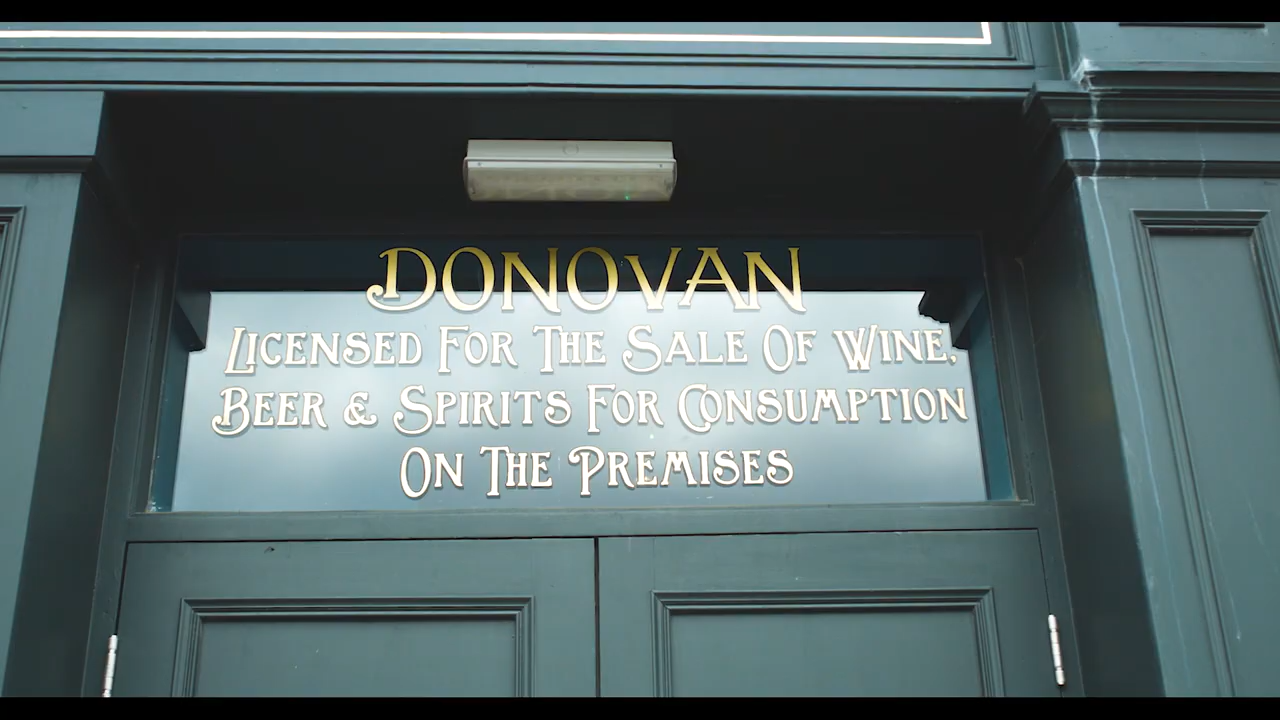 DONOVAN
LICENSED FOR THE SALE OF WINE,
BEER & SPIRITS FOR CONSUMPTION
ON THE PREMISES